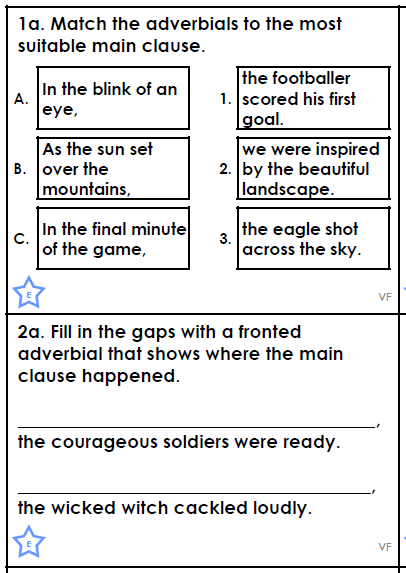 1a. Match the adverbials to the most
suitable main clause.
A.
In the blink of an
eye,
1.
the footballer
scored his first
goal.
B.
As the sun set
over the
mountains,
2.
we were inspired
by the beautiful
landscape.
C.
In the final minute
of the game,
3.
the eagle shot
across the sky.
E
VF
2a. Fill in the gaps with a fronted
adverbial that shows where the main
clause happened.
______________________________,
the courageous soldiers were ready.
______________________________,
the wicked witch cackled loudly.
E
VF